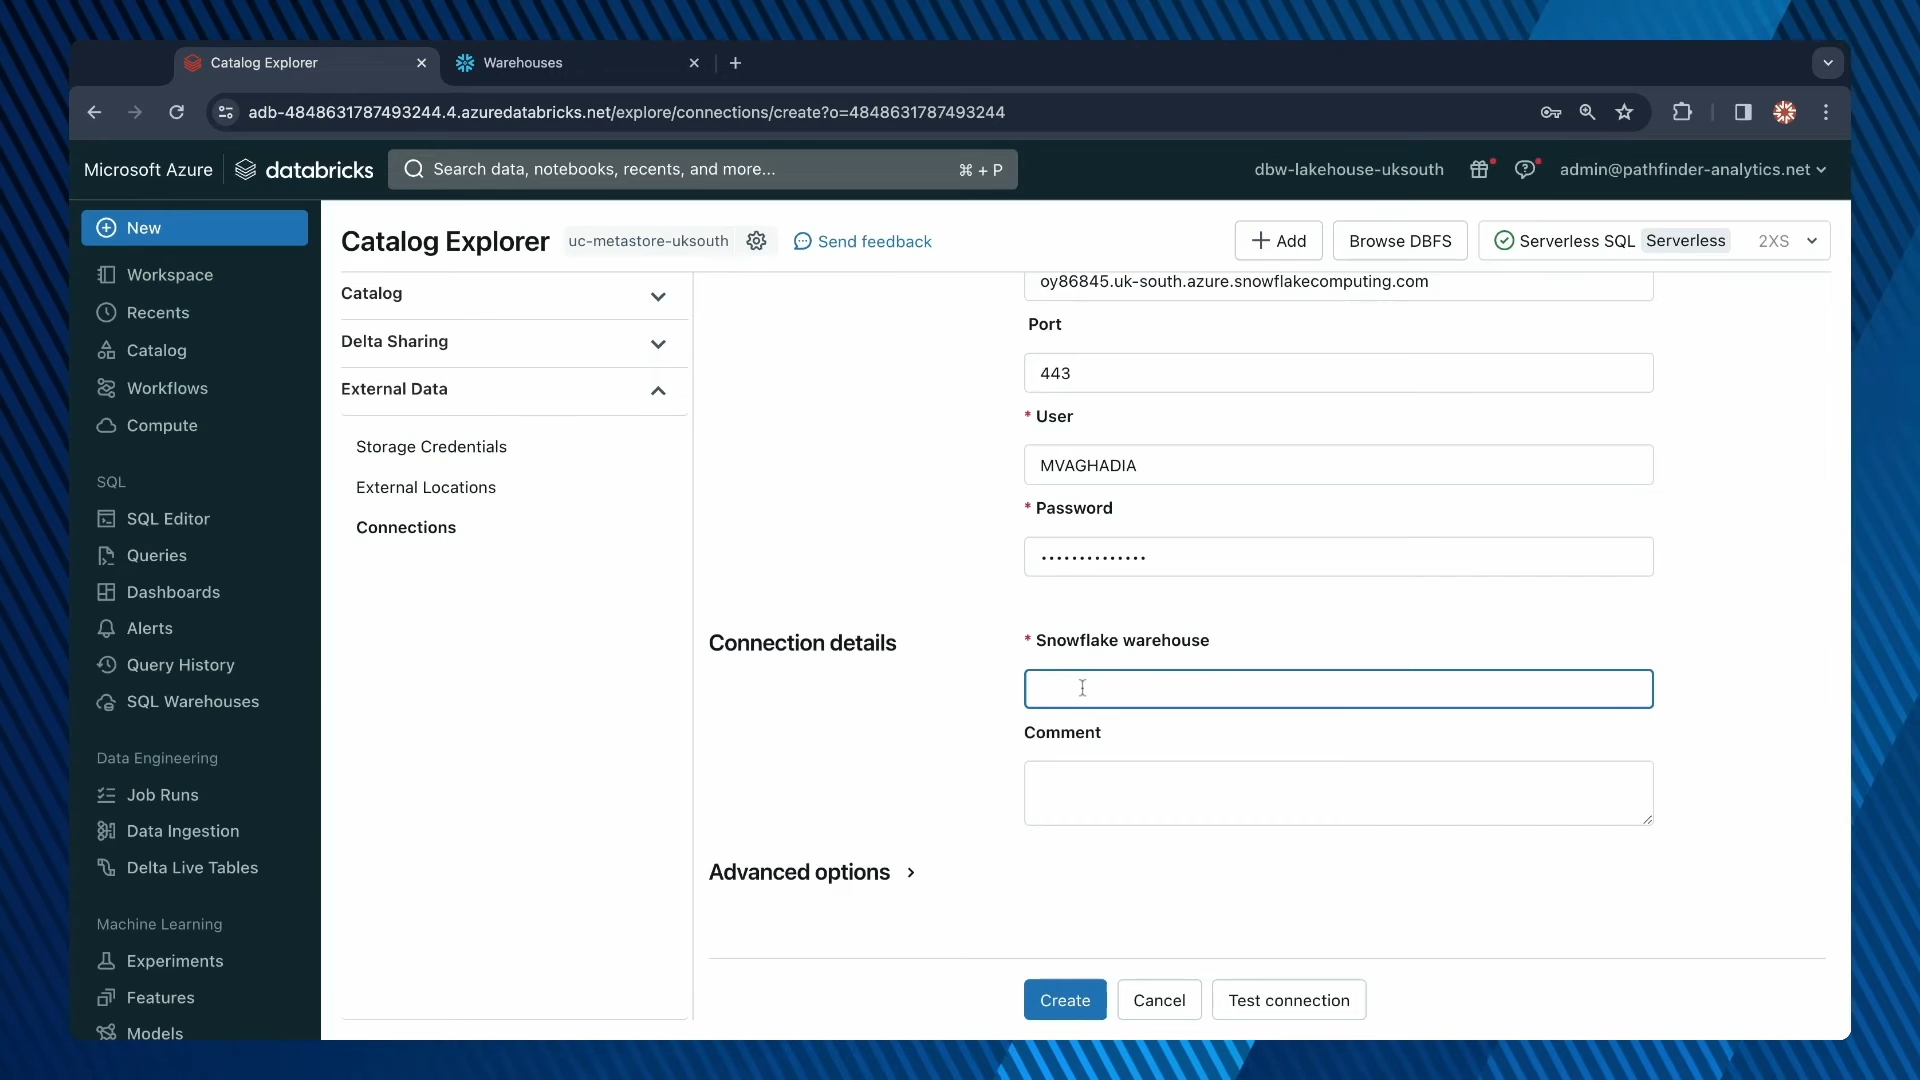 Catalog Explorer
Warehouses
adb-4848631787493244.4.azuredatabricks.net/explore/connections/create?o=4848631787493244
Microsoft Azure
databricks
Search data, notebooks, recents, and more...
⌘ + P
dbw-lakehouse-uksouth
admin@pathfinder-analytics.net
New
Workspace
Recents
Catalog
Workflows
Compute
SQL
SQL Editor
Queries
Dashboards
Alerts
Query History
SQL Warehouses
Data Engineering
Job Runs
Data Ingestion
Delta Live Tables
Machine Learning
Experiments
Features
Models
Catalog Explorer
uc-metastore-uksouth
Send feedback
+ Add
Browse DBFS
Serverless SQL Serverless 2XS
Catalog
Delta Sharing
External Data
Storage Credentials
External Locations
Connections
oy86845.uk-south.azure.snowflakecomputing.com
Port
443
* User
MVAGHADIA
* Password
••••••••••••••
Connection details
* Snowflake warehouse
Comment
Advanced options
Create
Cancel
Test connection